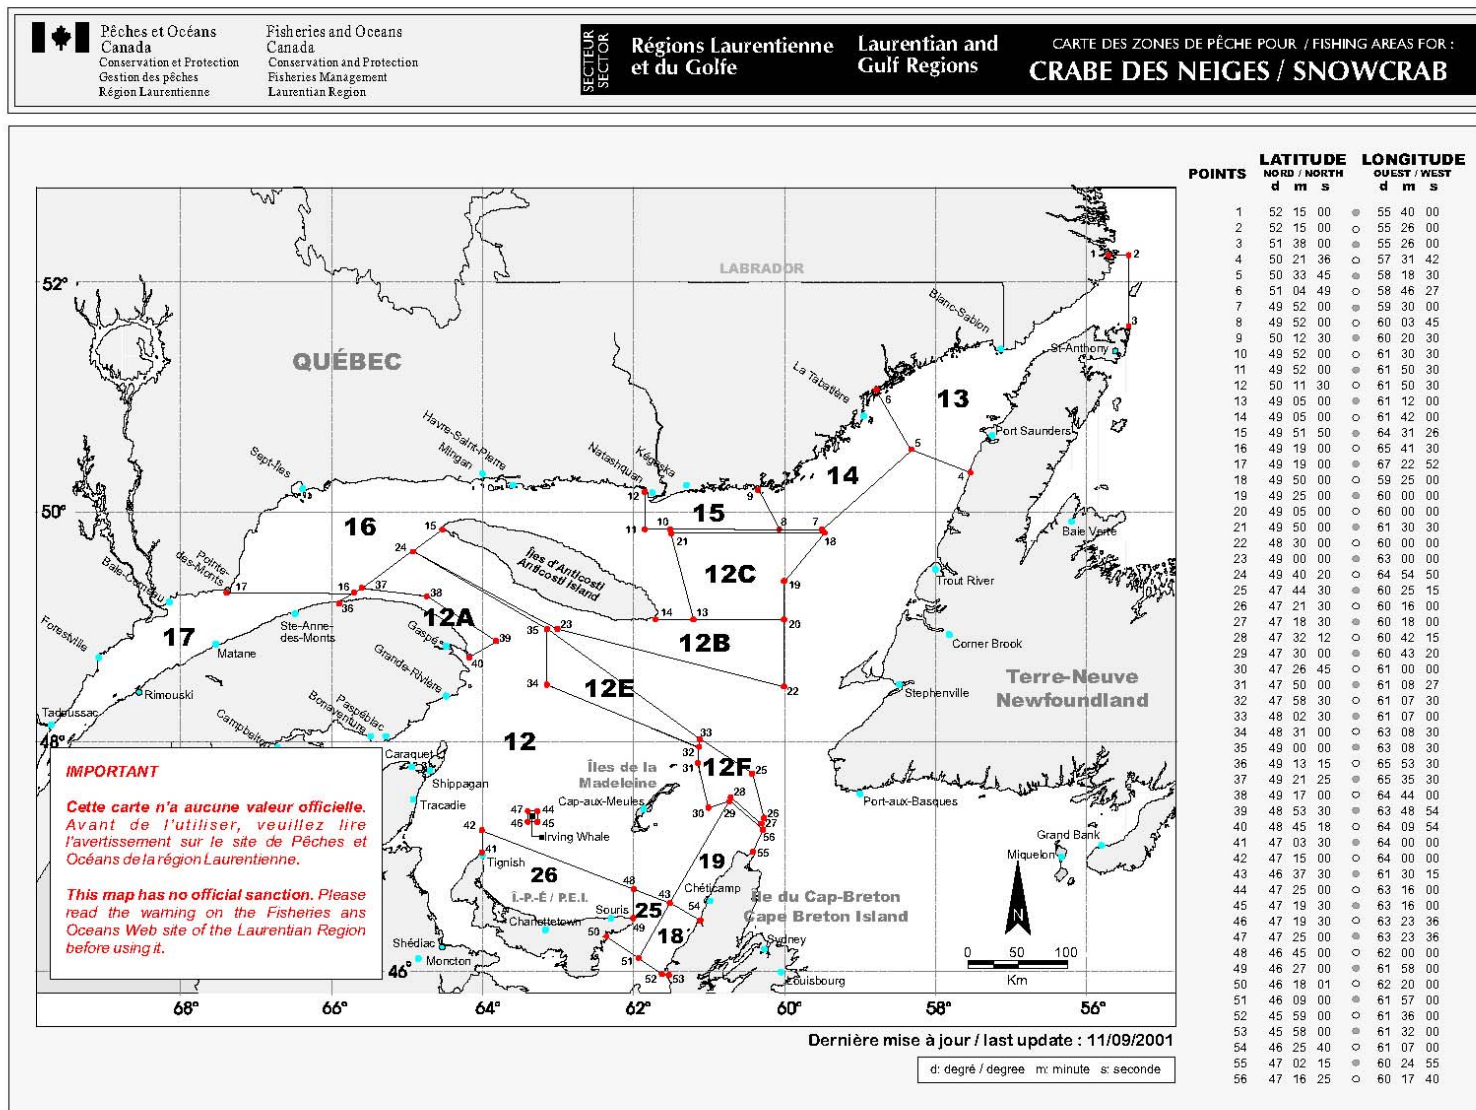 Pêches et Océans
Canada
Conservation et Protection
Gestion des pêches
Région Laurentienne
Fisheries and Oceans
Canada
Conservation and Protection
Fisheries Management
Laurentian Region
SECTEUR
SECTOR
Régions Laurentienne
et du Golfe
Laurentian and
Gulf Regions
CARTE DES ZONES DE PÊCHE POUR / FISHING AREAS FOR :
CRABE DES NEIGES / SNOWCRAB
LATITUDE LONGITUDE
POINTS NORD / NORTH OUEST / WEST
d m s d m s
1 52 15 00 55 40 00
2 52 15 00 55 26 00
3 51 38 00 55 26 00
4 50 21 36 57 31 42
5 50 33 45 58 18 30
6 51 04 49 58 46 27
7 49 52 00 59 30 00
8 49 52 00 60 03 45
9 50 12 30 60 20 30
10 49 52 00 61 30 30
11 49 52 00 61 50 30
12 50 11 30 61 50 30
13 49 05 00 61 12 00
14 49 05 00 61 42 00
15 49 51 50 64 31 26
16 49 19 00 65 41 30
17 49 19 00 67 22 52
18 49 50 00 59 25 00
19 49 25 00 60 00 00
20 49 05 00 60 00 00
21 49 50 00 61 30 30
22 48 30 00 60 00 00
23 49 00 00 63 00 00
24 49 40 20 64 54 50
25 47 44 30 60 25 15
26 47 21 30 60 16 00
27 47 18 30 60 18 00
28 47 32 12 60 42 15
29 47 30 00 60 43 20
30 47 26 45 61 00 00
31 47 50 00 61 08 27
32 47 58 30 61 07 30
33 48 02 30 61 07 00
34 48 31 00 63 08 30
35 49 00 00 63 08 30
36 49 13 15 65 53 30
37 49 21 25 65 35 30
38 49 17 00 64 44 00
39 48 53 30 63 48 54
40 48 45 18 64 09 54
41 47 03 30 64 00 00
42 47 15 00 64 00 00
43 46 37 30 61 30 15
44 47 25 00 63 16 00
45 47 19 30 63 16 00
46 47 19 30 63 23 36
47 47 25 00 63 23 36
48 46 45 00 62 00 00
49 46 27 00 61 58 00
50 46 18 01 62 20 00
51 46 09 00 61 57 00
52 45 59 00 61 36 00
53 45 58 00 61 32 00
54 46 25 40 61 07 00
55 47 02 15 60 24 55
56 47 16 25 60 17 40
LABRADOR
52°
QUÉBEC
Blanc-Sablon
St-Anthony
La Tabatière
13
Port Saunders
Havre-Saint-Pierre
Mingan
Sept-Îles
Natashquan
Kégaska
14
50°
15
16
Baie Verte
Îles d'Anticosti
Anticosti Island
12C
Trout River
Pointe-
des-Monts
Baie-Comeau
12A
Ste-Anne-
des-Monts
17
Gaspé
12B
Forestville
Matane
Corner Brook
Grande-Rivière
12E
Terre-Neuve
Newfoundland
Rimouski
Stephenville
Paspébiac
Bonaventure
Tadoussac
Campbelton
48°
12
Caraquet
Shippagan
Tracadie
Îles de la
Madeleine
12F
Cap-aux-Meules
Port-aux-Basques
Irving Whale
Grand Bank
Miquelon
Tignish
26
19
Î.-P.-É / P.E.I.
Chéticamp
Île du Cap-Breton
Cape Breton Island
Souris
25
Charlottetown
18
Sydney
Shédiac
Moncton
46°
Louisbourg
N
0 50 100
Km
IMPORTANT
Cette carte n'a aucune valeur officielle.
Avant de l'utiliser, veuillez lire
l'avertissement sur le site de Pêches et
Océans de la région Laurentienne.
This map has no official sanction. Please
read the warning on the Fisheries ans
Oceans Web site of the Laurentian Region
before using it.
68° 66° 64° 62° 60° 58° 56°
Dernière mise à jour / last update : 11/09/2001
d: degré / degree m: minute s: seconde